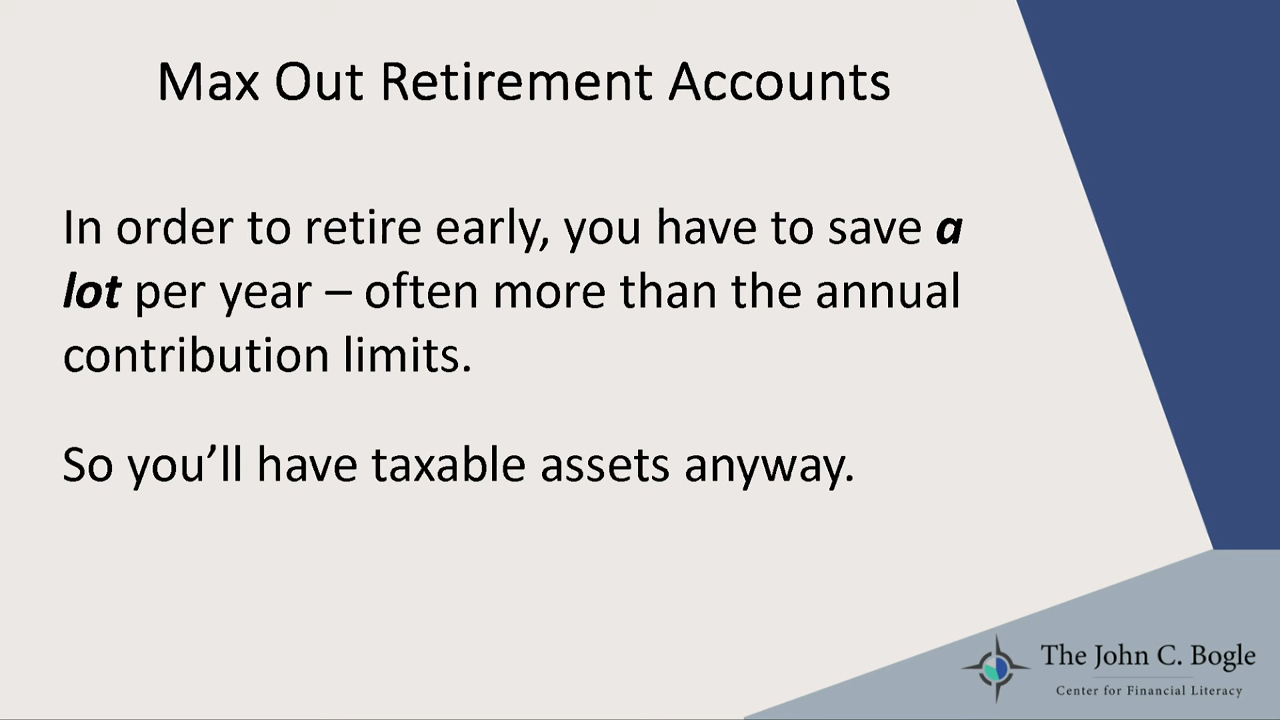 Max Out Retirement Accounts
In order to retire early, you have to save a
lot per year – often more than the annual
contribution limits.
So you’ll have taxable assets anyway.
The John C. Bogle
Center for Financial Literacy